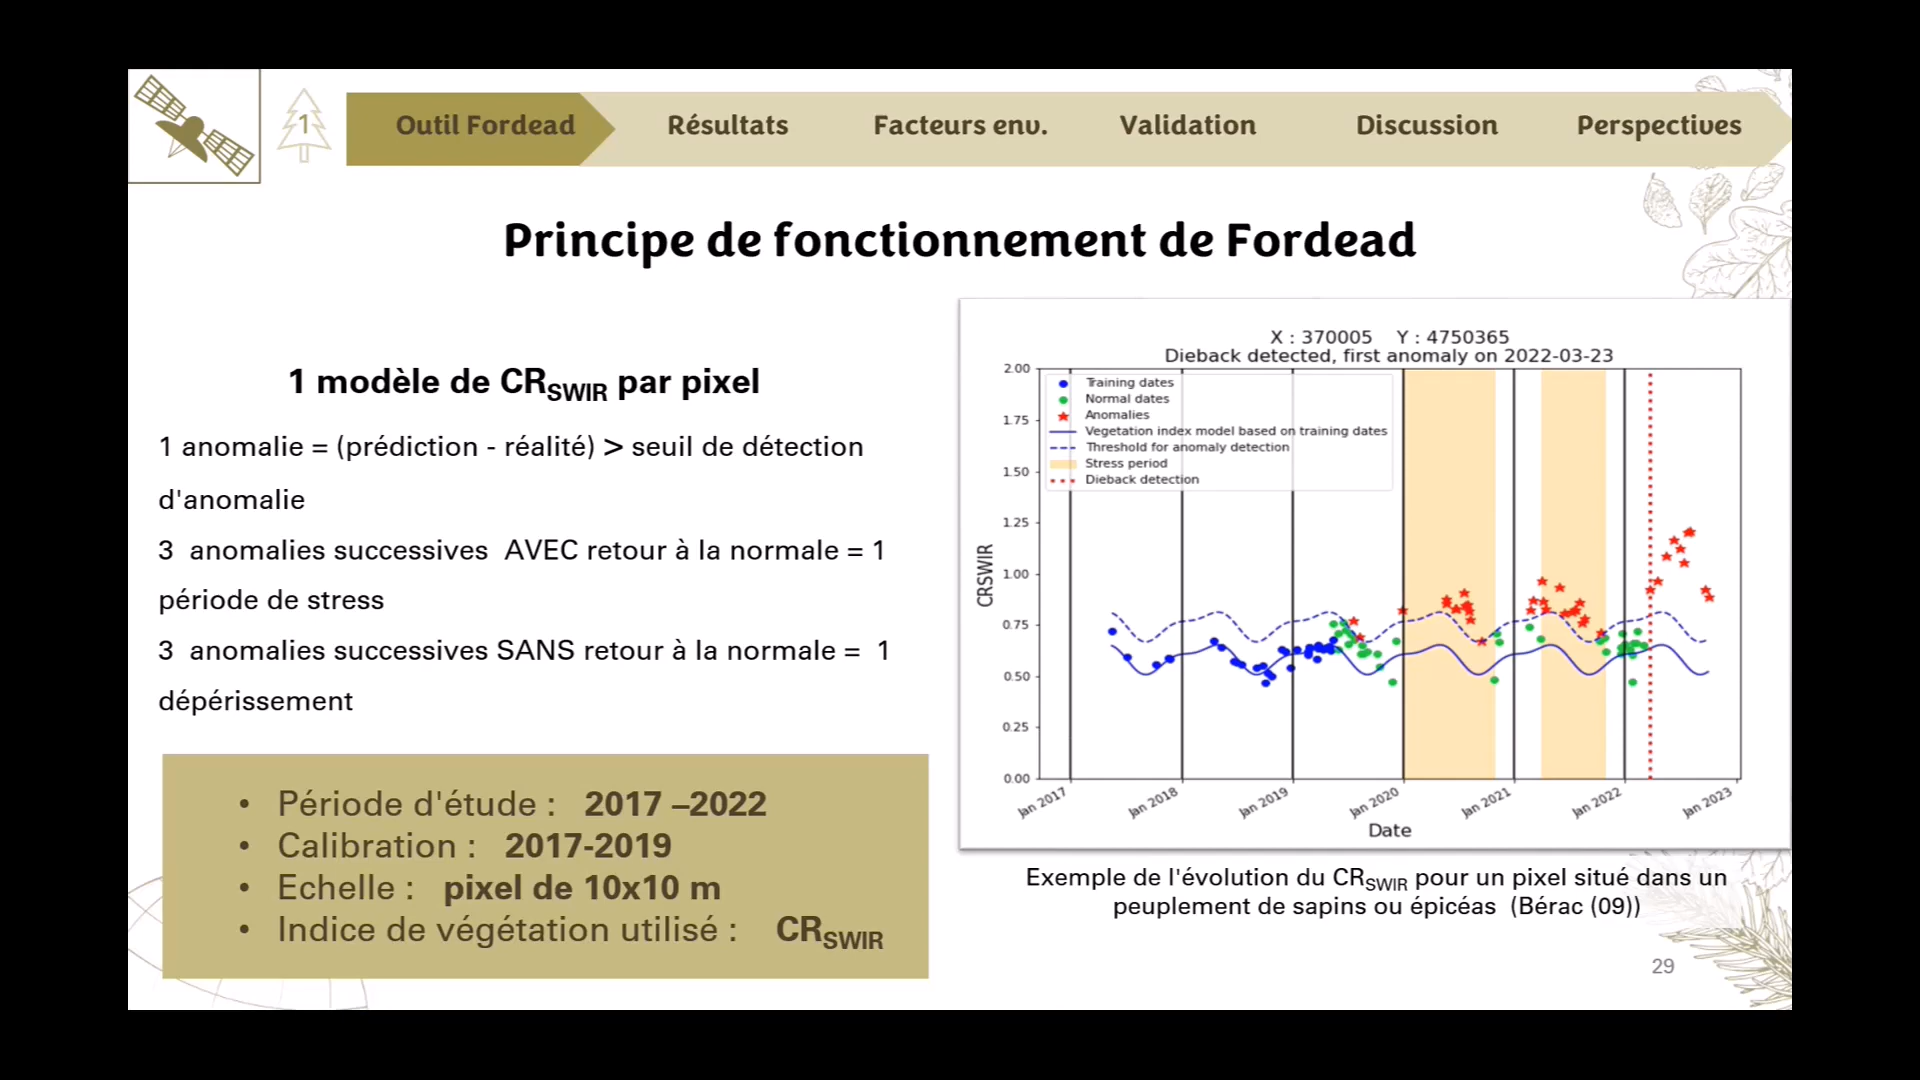 1
Outil Fordead
Résultats
Facteurs env.
Validation
Discussion
Perspectives
Principe de fonctionnement de Fordead
1 modèle de CRSWIR par pixel
1 anomalie = (prédiction - réalité) > seuil de détection
d'anomalie
3 anomalies successives AVEC retour à la normale = 1
période de stress
3 anomalies successives SANS retour à la normale = 1
dépérissement
• Période d'étude : 2017 –2022
• Calibration : 2017-2019
• Echelle : pixel de 10x10 m
• Indice de végétation utilisé : CRSWIR
X : 370005 Y : 4750365
Dieback detected, first anomaly on 2022-03-23
Training dates
Normal dates
Anomalies
Vegetation index model based on training dates
Threshold for anomaly detection
Stress period
Dieback detection
CRSWIR
2.00
1.75
1.50
1.25
1.00
0.75
0.50
0.25
0.00
Jan 2017
Jan 2018
Jan 2019
Jan 2020
Jan 2021
Jan 2022
Jan 2023
Date
Exemple de l'évolution du CRSWIR pour un pixel situé dans un
peuplement de sapins ou épicéas (Bérac (09))
29